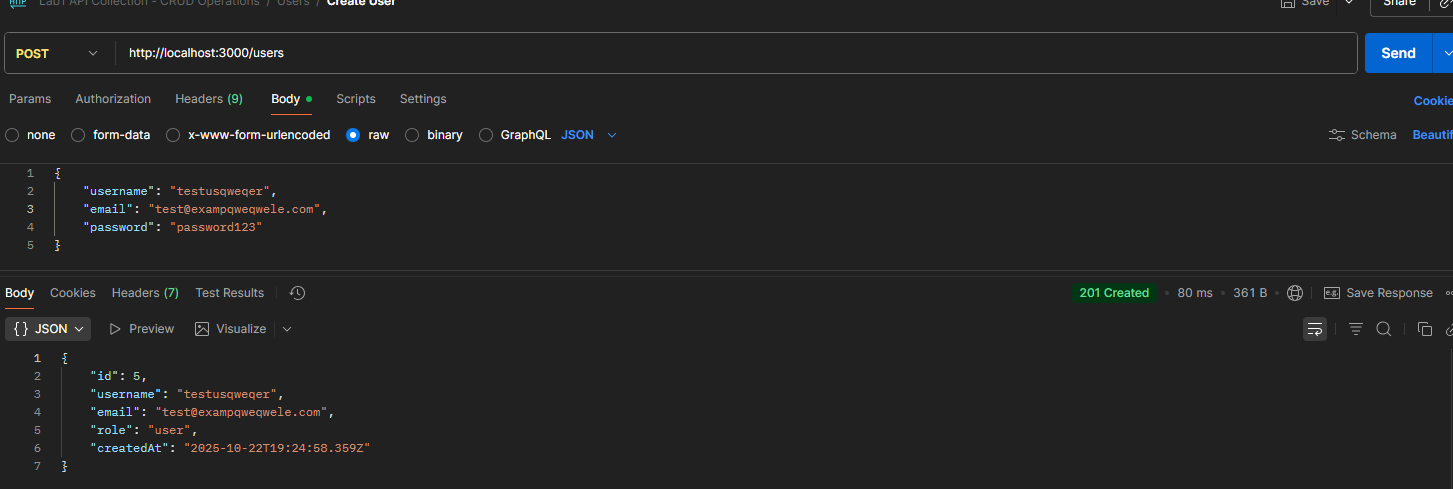 Lab1 API Collection - CRUD Operations / Users / Create User
Save
Share
POST
http://localhost:3000/users
Send
Params Authorization Headers (9) Body Scripts Settings
Cookie
none form-data x-www-form-urlencoded raw binary GraphQL JSON
Schema Beautif
1 {
2 "username": "testusqweqer",
3 "email": "test@exampqweqwele.com",
4 "password": "password123"
5 }
Body Cookies Headers (7) Test Results
201 Created • 80 ms • 361 B • e.g. Save Response
{} JSON Preview Visualize
1 {
2 "id": 5,
3 "username": "testusqweqer",
4 "email": "test@exampqweqwele.com",
5 "role": "user",
6 "createdAt": "2025-10-22T19:24:58.359Z"
7 }